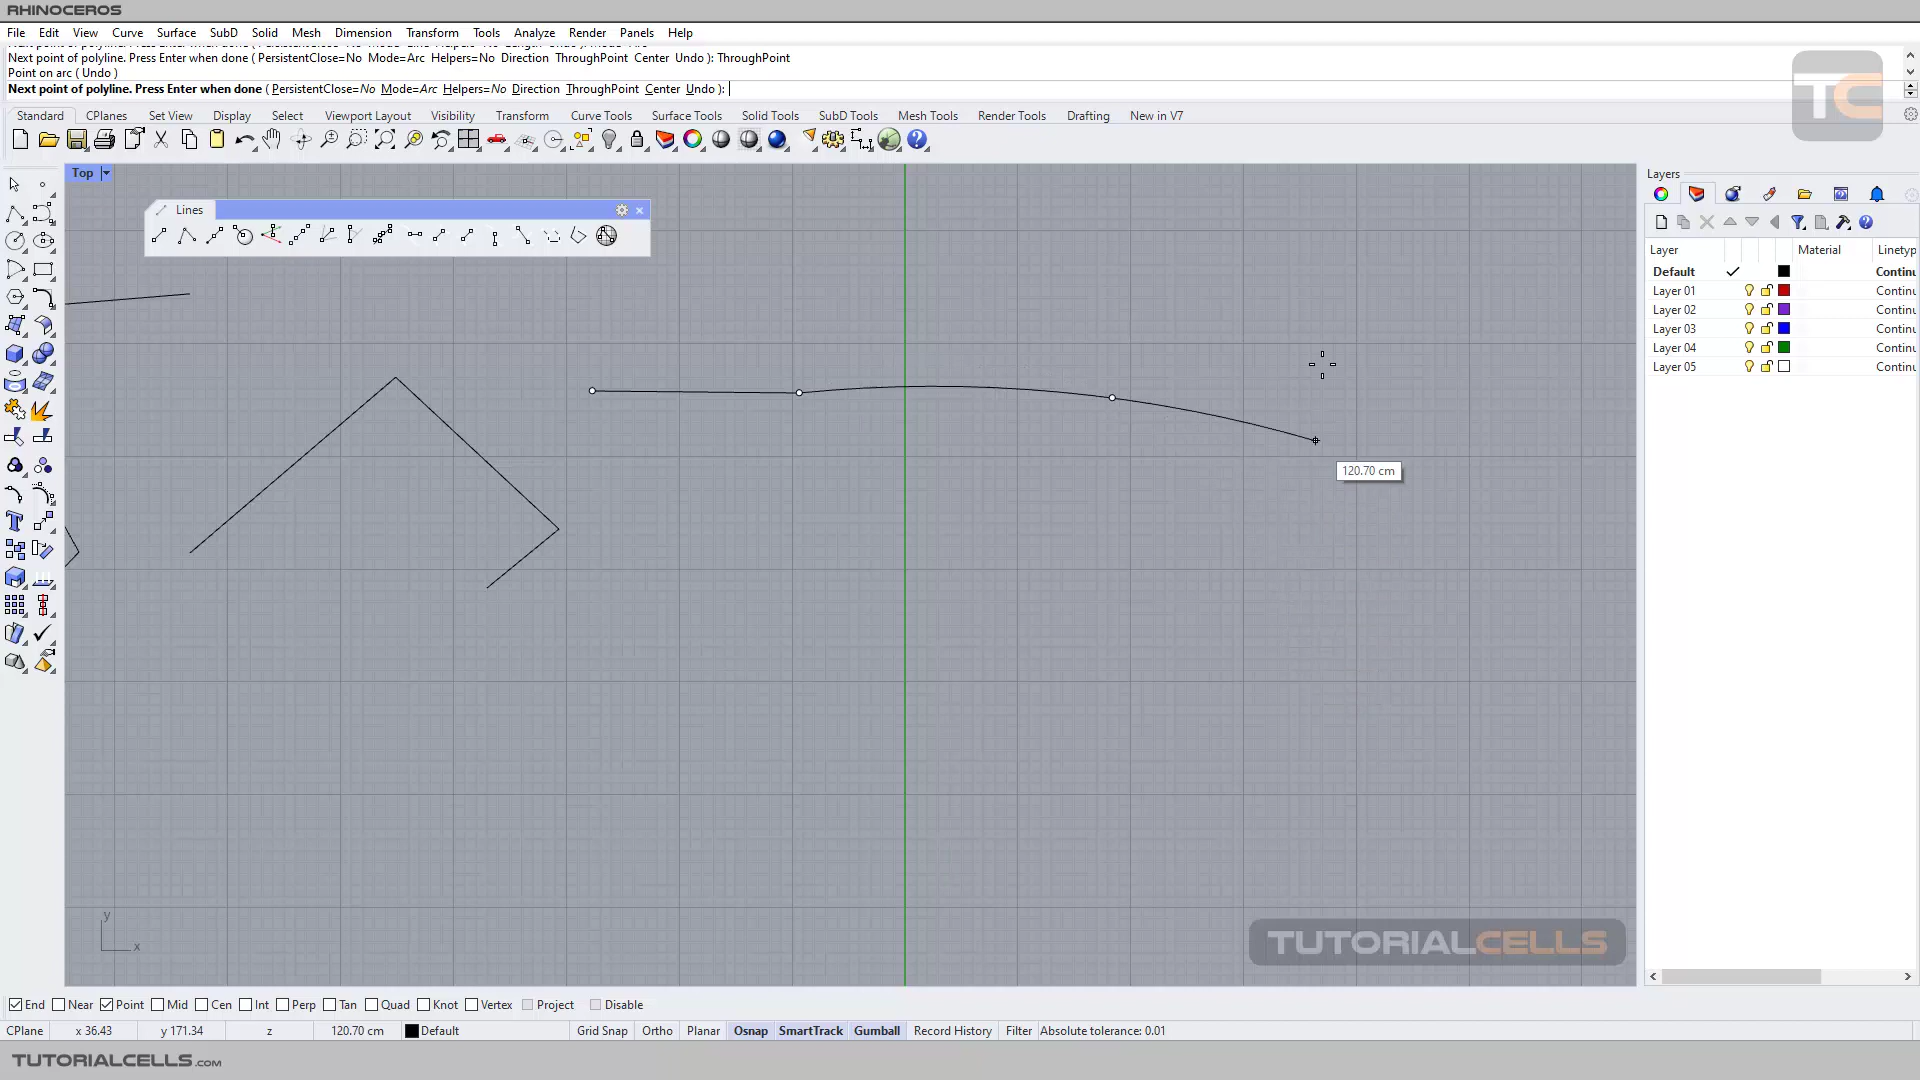 RHINOCEROS
File Edit View Curve Surface SubD Solid Mesh Dimension Transform Tools Analyze Render Panels Help
Next point of polyline. Press Enter when done ( PersistentClose=No Mode=Arc Helpers=No Direction ThroughPoint Center Undo ): ThroughPoint
Point on arc ( Undo )
Next point of polyline. Press Enter when done ( PersistentClose=No Mode=Arc Helpers=No Direction ThroughPoint Center Undo ):
TC
Standard CPlanes Set View Display Select Viewport Layout Visibility Transform Curve Tools Surface Tools Solid Tools SubD Tools Mesh Tools Render Tools Drafting New in V7
Top
Lines
Layers
Layer Material Linetyp
Default Continu
Layer 01 Continu
Layer 02 Continu
Layer 03 Continu
Layer 04 Continu
Layer 05 Continu
120.70 cm
y
x
TUTORIALCELLS
End Near Point Mid Cen Int Perp Tan Quad Knot Vertex Project Disable
CPlane x 36.43 y 171.34 z 120.70 cm Default Grid Snap Ortho Planar Osnap SmartTrack Gumball Record History Filter Absolute tolerance: 0.01
TUTORIALCELLS.COM